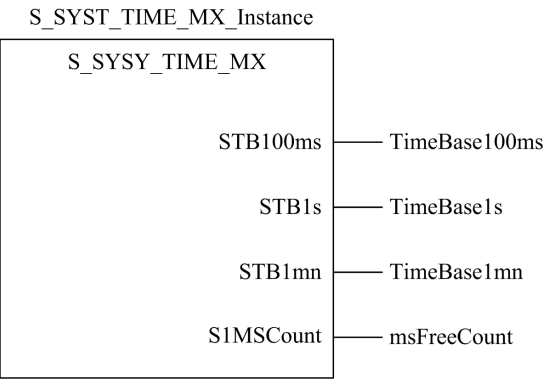 S_SYST_TIME_MX_Instance
S_SYSY_TIME_MX
STB100ms TimeBase100ms
STB1s TimeBase1s
STB1mn TimeBase1mn
S1MSCount msFreeCount